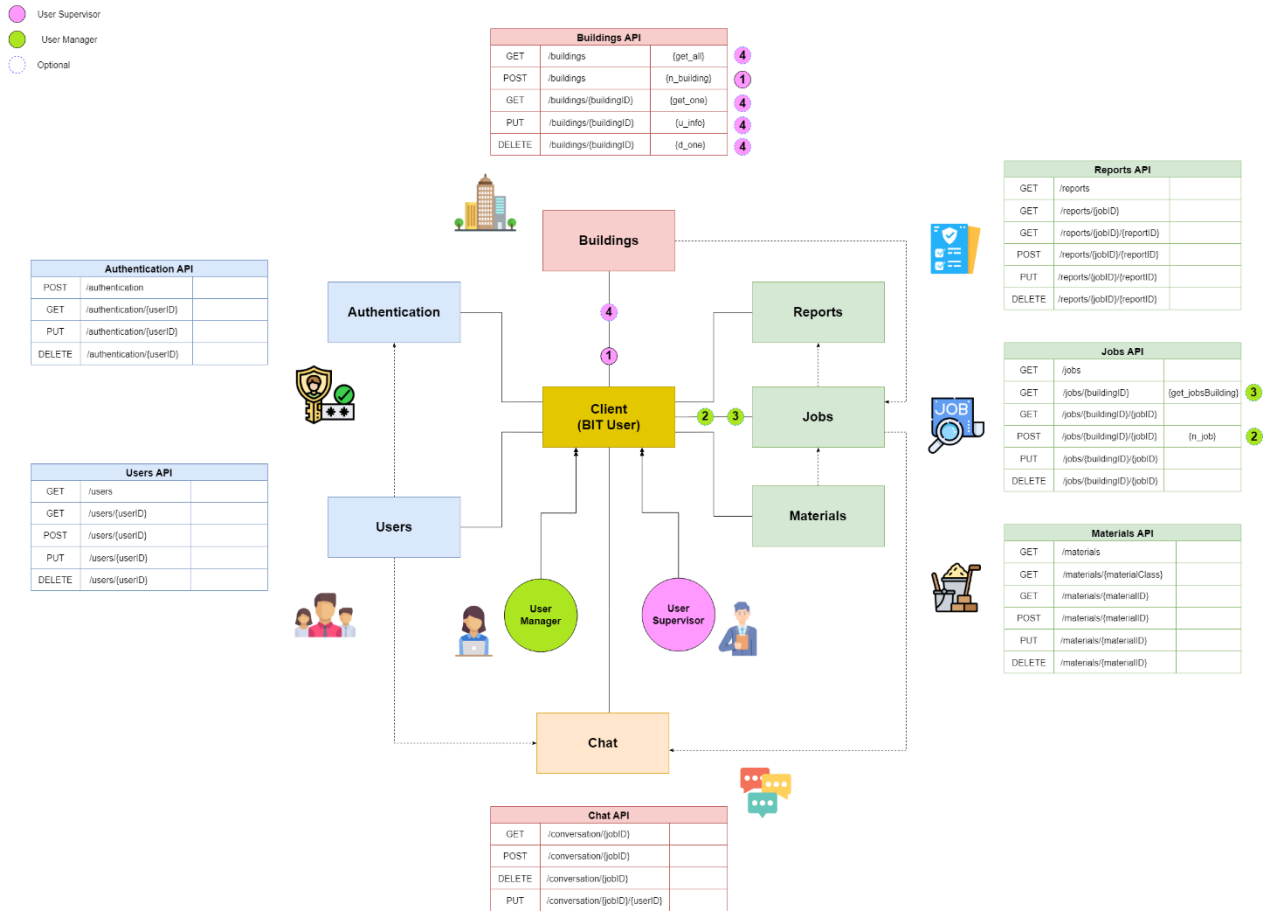 User Supervisor
User Manager
Optional
Buildings API
GET /buildings {get_all} 4
POST /buildings {n_building} 1
GET /buildings/{buildingID} {get_one} 4
PUT /buildings/{buildingID} {u_info} 4
DELETE /buildings/{buildingID} {d_one} 4
Reports API
GET /reports
GET /reports/{jobID}
GET /reports/{jobID}/{reportID}
POST /reports/{jobID}/{reportID}
PUT /reports/{jobID}/{reportID}
DELETE /reports/{jobID}/{reportID}
Authentication API
POST /authentication
GET /authentication/{userID}
PUT /authentication/{userID}
DELETE /authentication/{userID}
Buildings
Authentication
4
Reports
1
Jobs API
GET /jobs
GET /jobs/{buildingID} {get_jobsBuilding} 3
GET /jobs/{buildingID}/{jobID}
POST /jobs/{buildingID}/{jobID} {n_job} 2
PUT /jobs/{buildingID}/{jobID}
DELETE /jobs/{buildingID}/{jobID}
JOB
Client
(BIT User)
2 3
Jobs
Users API
GET /users
GET /users/{userID}
POST /users/{userID}
PUT /users/{userID}
DELETE /users/{userID}
Users
Materials
Materials API
GET /materials
GET /materials/{materialClass}
GET /materials/{materialID}
POST /materials/{materialID}
PUT /materials/{materialID}
DELETE /materials/{materialID}
User
Manager
User
Supervisor
Chat
Chat API
GET /conversation/{jobID}
POST /conversation/{jobID}
DELETE /conversation/{jobID}
PUT /conversation/{jobID}/{userID}